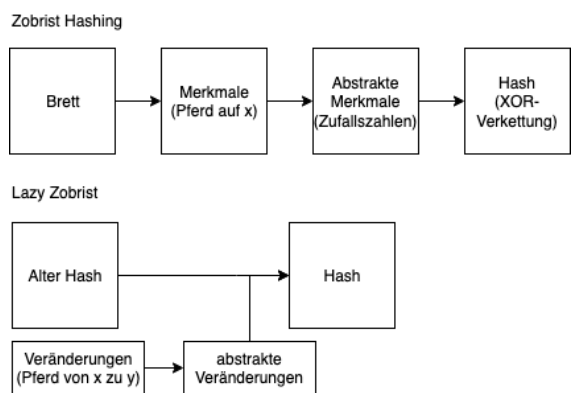 Zobrist Hashing
Brett
Merkmale
(Pferd auf x)
Abstrakte
Merkmale
(Zufallszahlen)
Hash
(XOR-
Verkettung)
Lazy Zobrist
Alter Hash
Hash
Veränderungen
(Pferd von x zu y)
abstrakte
Veränderungen